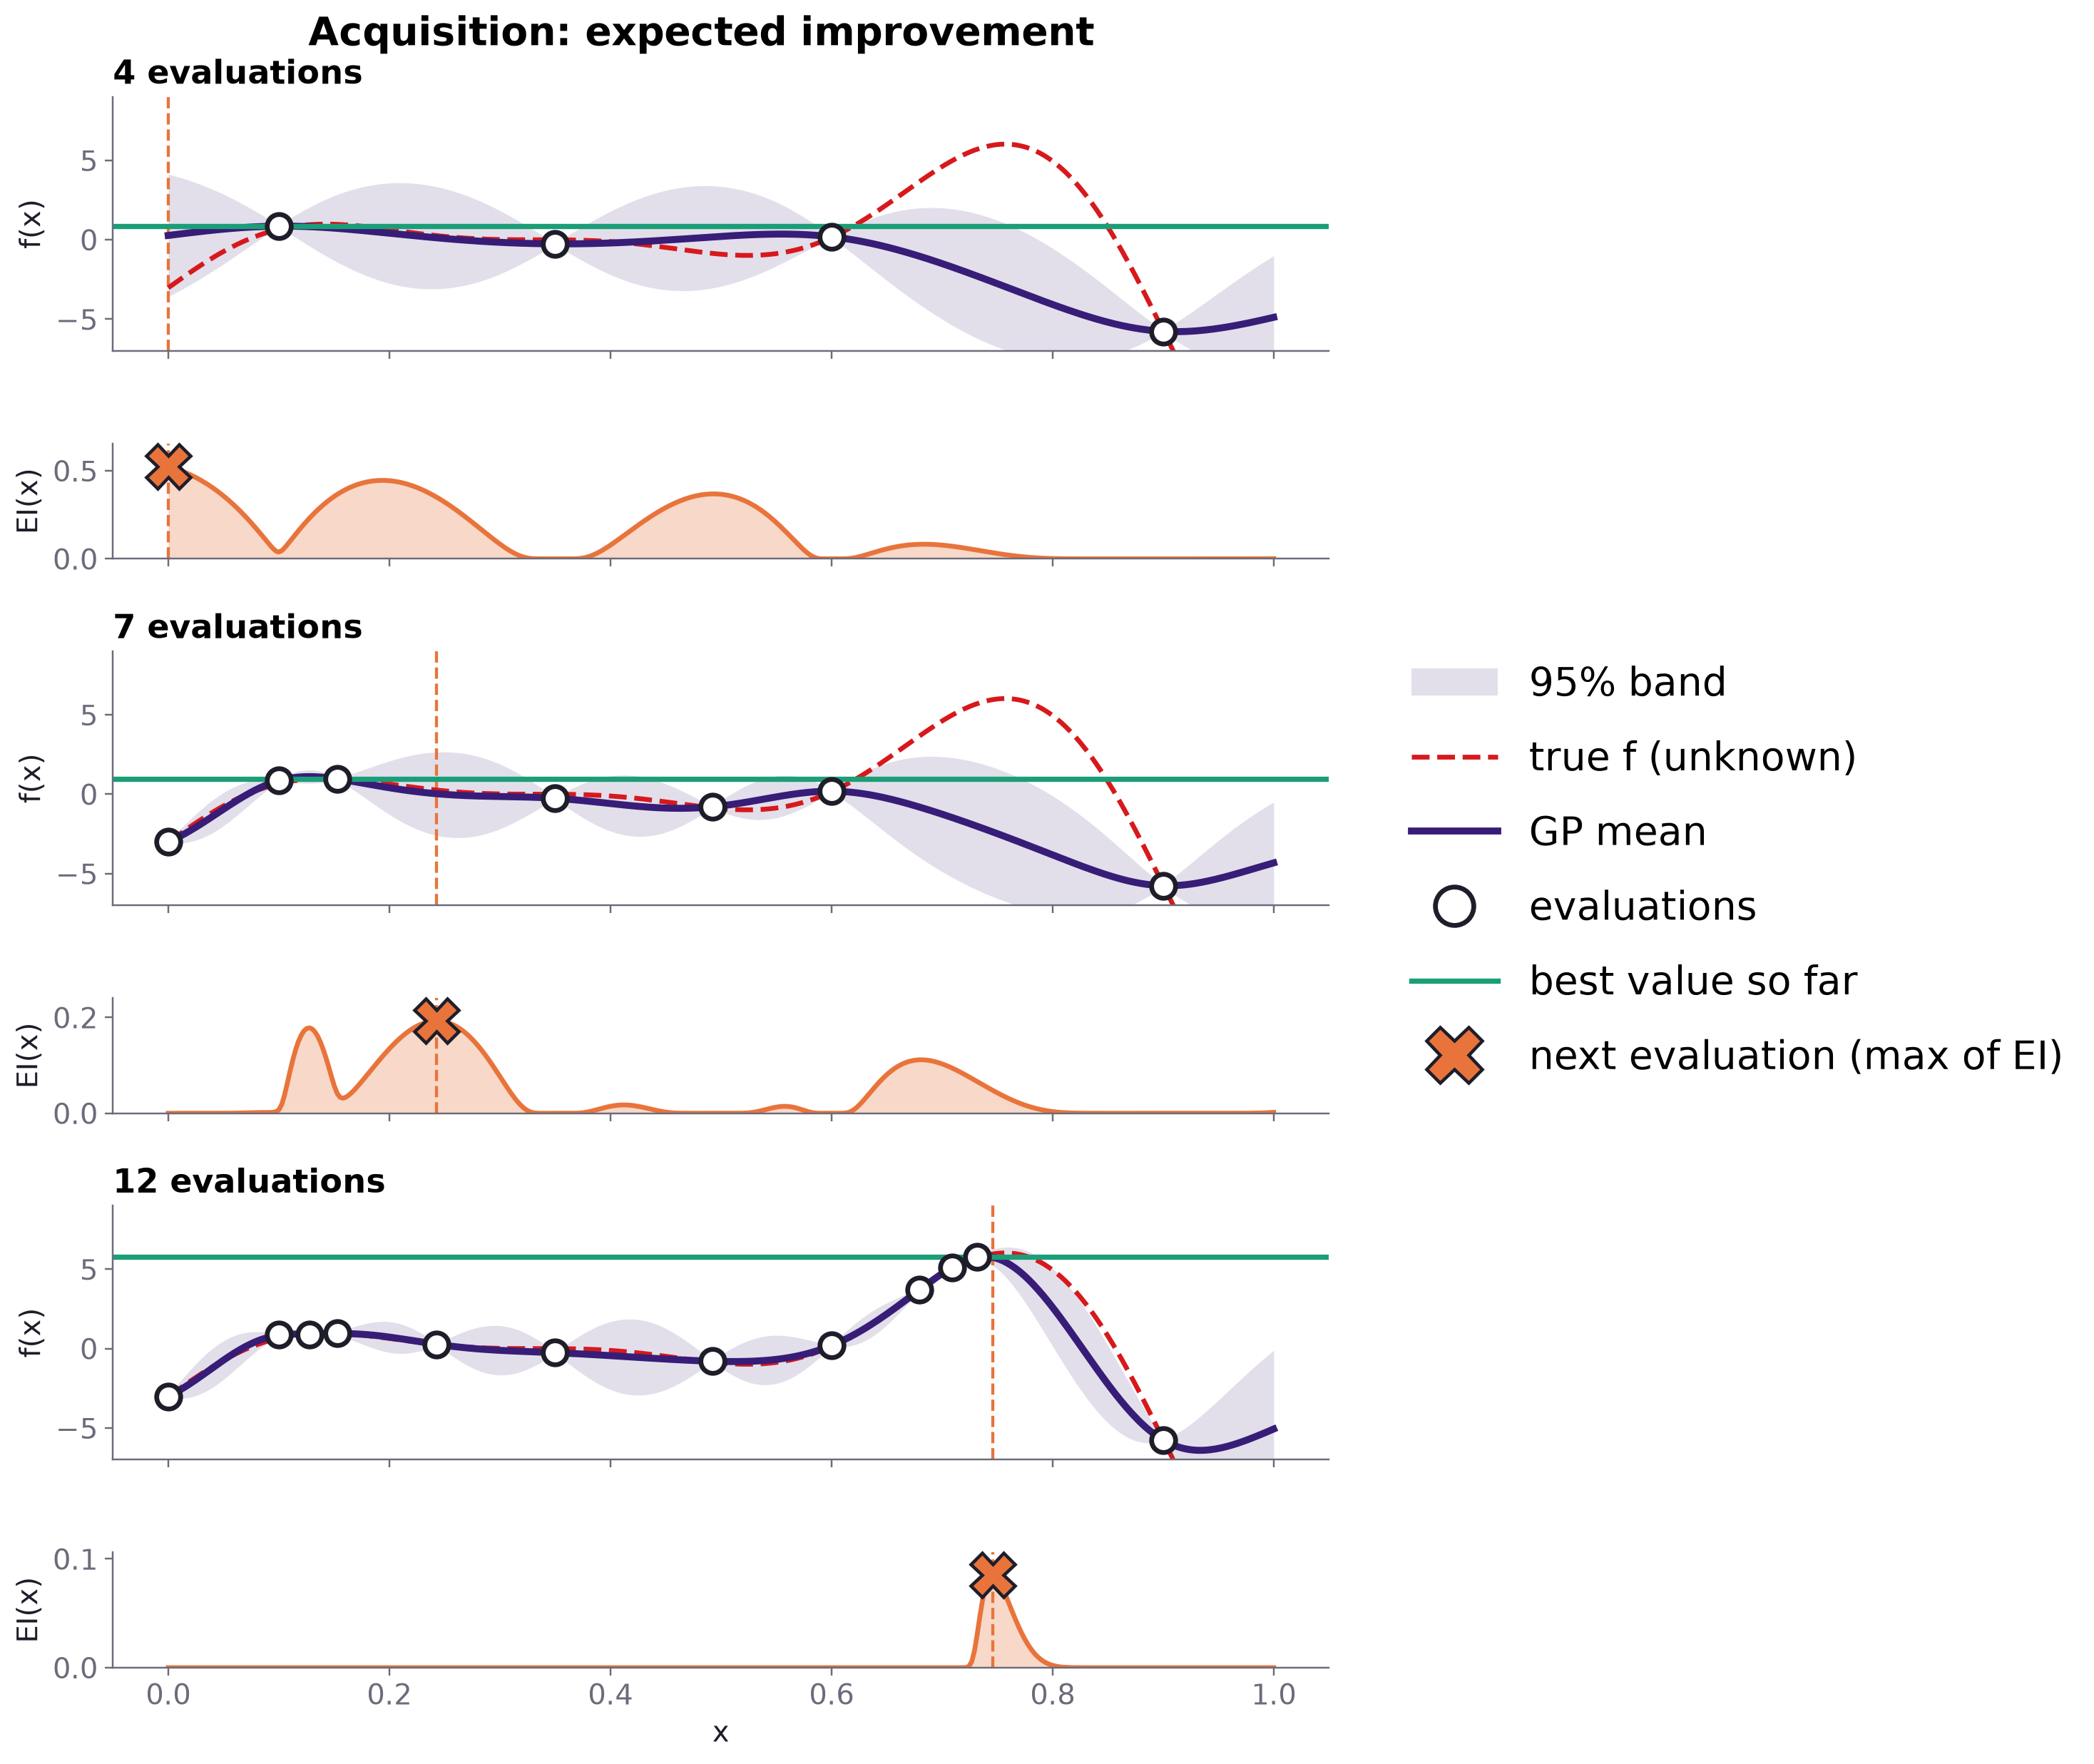 Acquisition: expected improvement
4 evaluations
f(x)
5
0
−5
EI(x)
0.5
0.0
7 evaluations
f(x)
5
0
−5
EI(x)
0.2
0.0
12 evaluations
f(x)
5
0
−5
EI(x)
0.1
0.0
0.0 0.2 0.4 0.6 0.8 1.0
x
95% band
true f (unknown)
GP mean
evaluations
best value so far
next evaluation (max of EI)